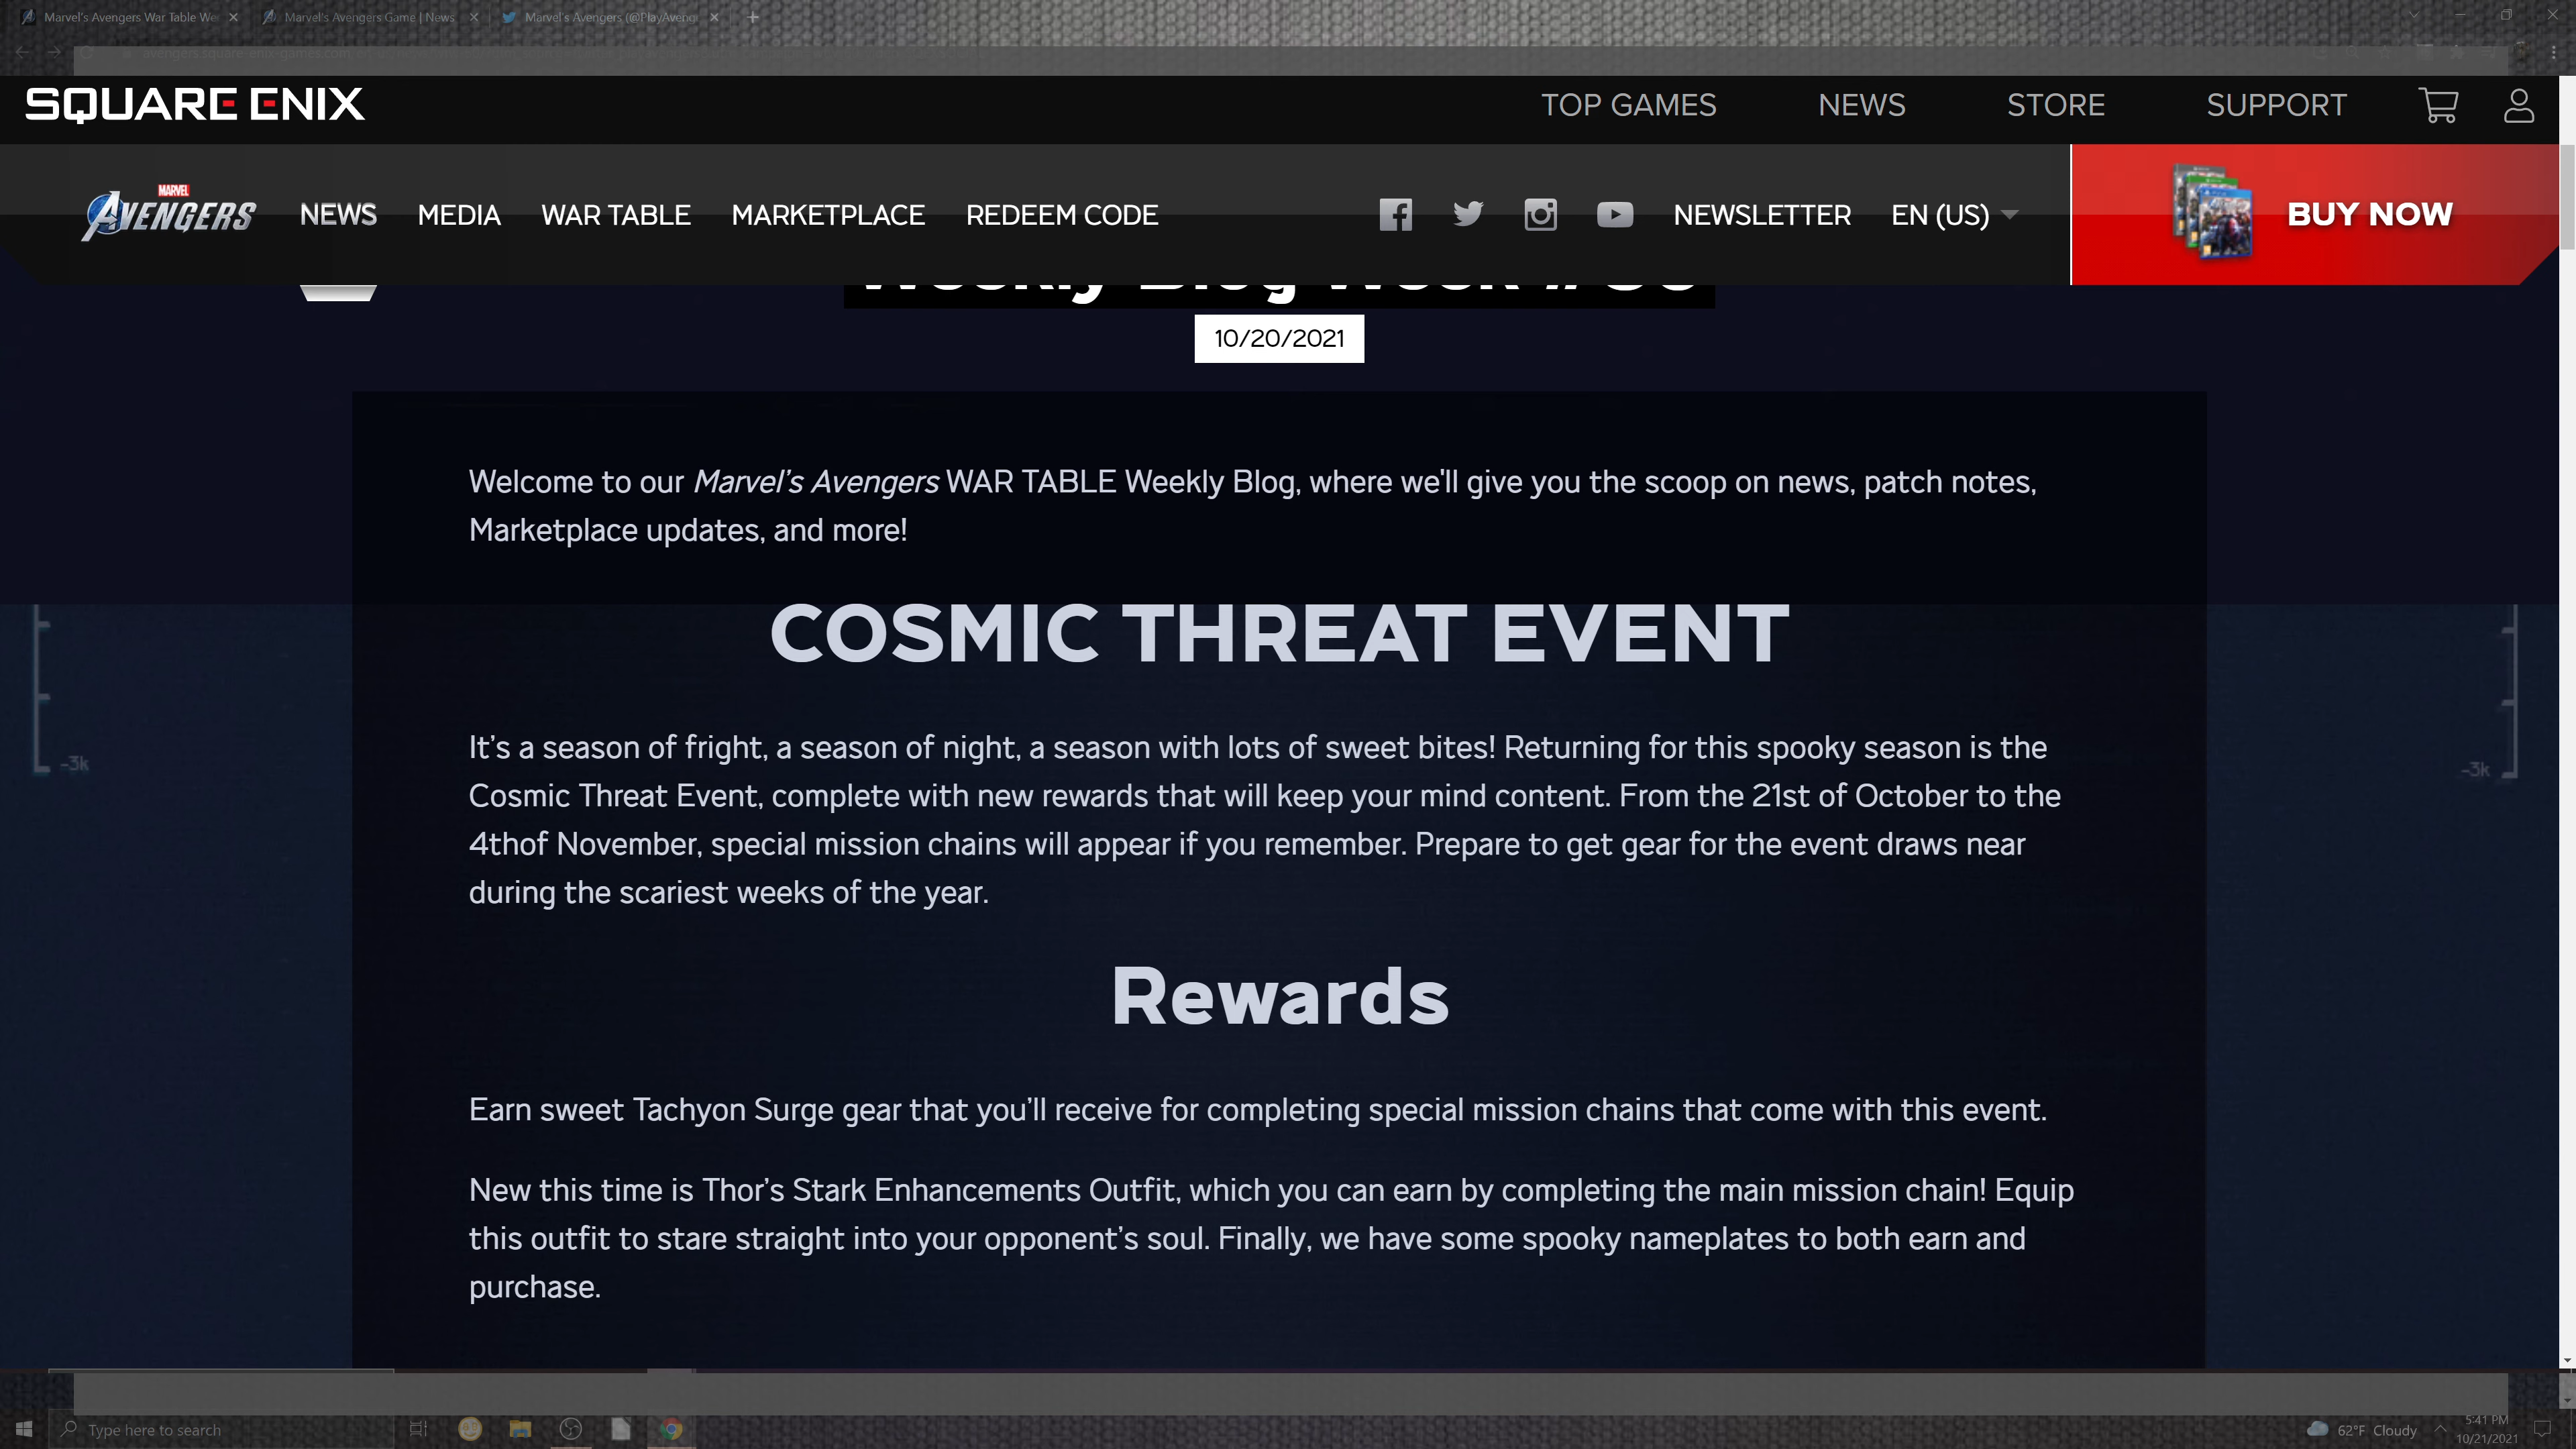 Marvel's Avengers War Table We
Marvel's Avengers Game | News
Marvel's Avengers (@PlayAveng
avengers.square-enix-games.com
SQUARE ENIX
TOP GAMES
NEWS
STORE
SUPPORT
MARVEL
AVENGERS
NEWS
MEDIA
WAR TABLE
MARKETPLACE
REDEEM CODE
NEWSLETTER
EN (US)
BUY NOW
Weekly Blog Week
10/20/2021
Welcome to our Marvel's Avengers WAR TABLE Weekly Blog, where we'll give you the scoop on news, patch notes,
Marketplace updates, and more!
COSMIC THREAT EVENT
It's a season of fright, a season of night, a season with lots of sweet bites! Returning for this spooky season is the
Cosmic Threat Event, complete with new rewards that will keep your mind content. From the 21st of October to the
4thof November, special mission chains will appear if you remember. Prepare to get gear for the event draws near
during the scariest weeks of the year.
-3k
-3k
Rewards
Earn sweet Tachyon Surge gear that you'll receive for completing special mission chains that come with this event.
New this time is Thor's Stark Enhancements Outfit, which you can earn by completing the main mission chain! Equip
this outfit to stare straight into your opponent's soul. Finally, we have some spooky nameplates to both earn and
purchase.
Type here to search
62°F Cloudy
5:41 PM
10/21/2021